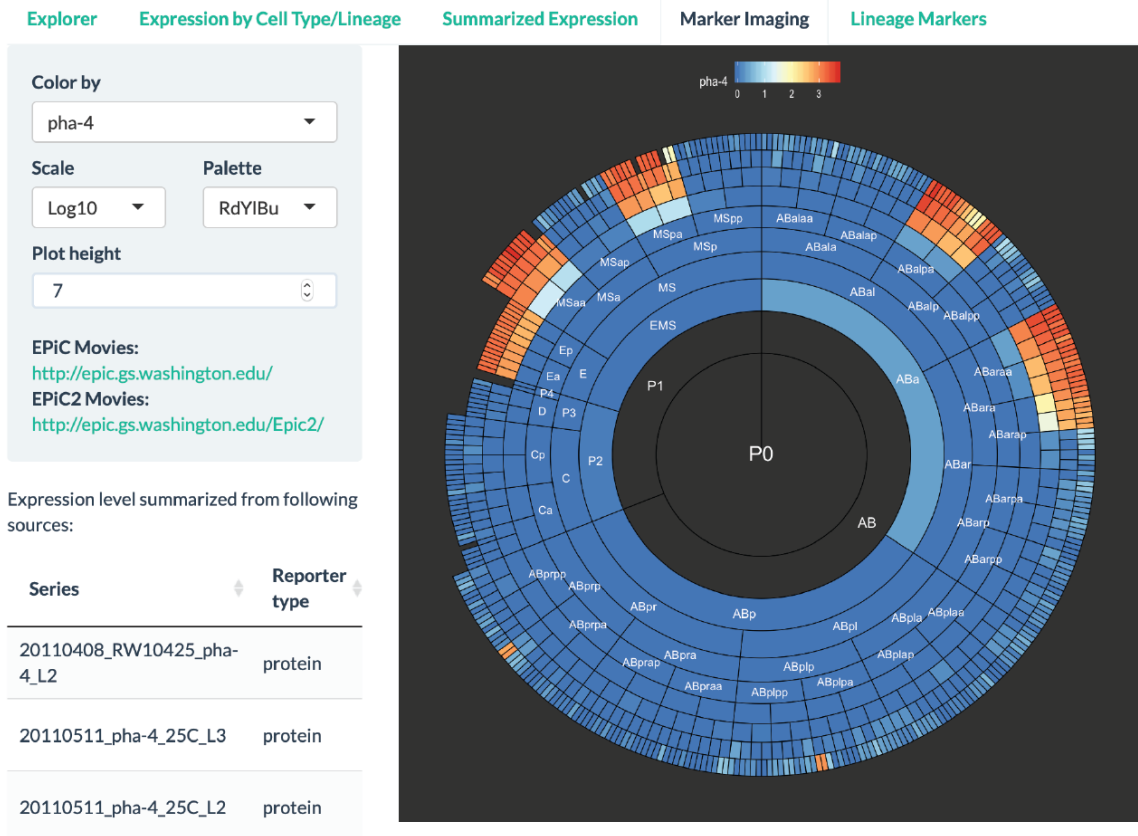 Explorer
Expression by Cell Type/Lineage
Summarized Expression
Marker Imaging
Lineage Markers
Color by
pha-4
Scale
Palette
Log10
RdYlBu
Plot height
7
EPiC Movies:
http://epic.gs.washington.edu/
EPiC2 Movies:
http://epic.gs.washington.edu/Epic2/
Expression level summarized from following
sources:
Series
Reporter
type
20110408_RW10425_pha-
4_L2
protein
20110511_pha-4_25C_L3
protein
20110511_pha-4_25C_L2
protein
pha-4
0 1 2 3
P0
P1
AB
EMS
P2
ABa
ABp
MS
E
C
P3
ABal
ABar
ABpl
ABpr
MSp
MSa
Ep
Ea
P4
D
Cp
Ca
ABala
ABalp
ABara
ABarp
ABpla
ABplp
ABpra
ABprp
MSpp
MSpa
MSap
MSaa
ABalaa
ABalap
ABalpa
ABalpp
ABaraa
ABarap
ABarpa
ABarpp
ABplaa
ABplap
ABplpa
ABplpp
ABpraa
ABprap
ABprpa
ABprpp